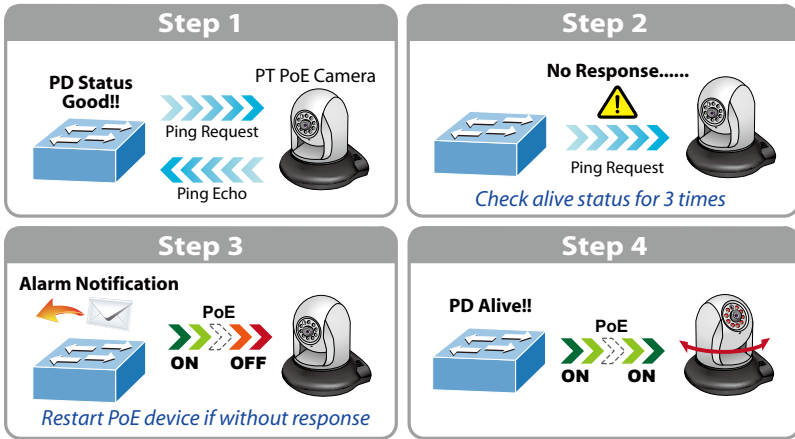 Step 1
PD Status
Good!!
PT PoE Camera
Ping Request
Ping Echo
Step 2
No Response......
Ping Request
Check alive status for 3 times
Step 3
Alarm Notification
PoE
ON
OFF
Restart PoE device if without response
Step 4
PD Alive!!
PoE
ON
ON